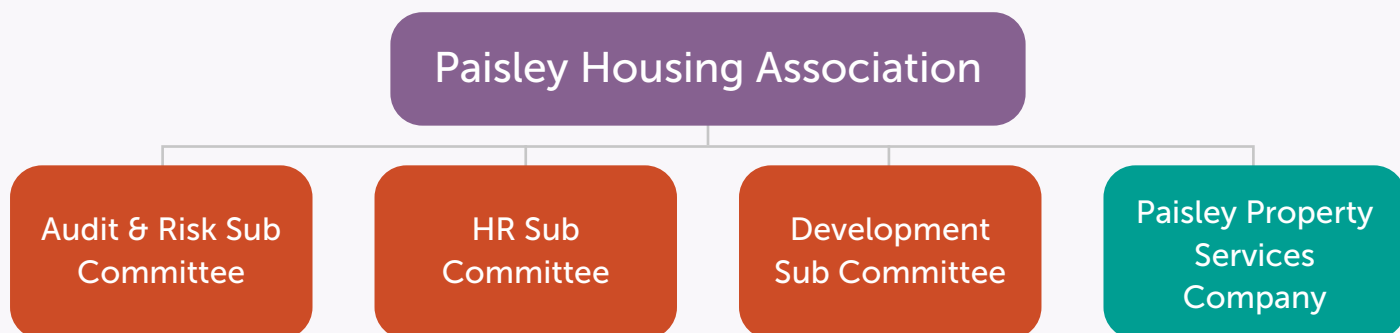 Paisley Housing Association
Audit & Risk Sub
Committee
HR Sub
Committee
Development
Sub Committee
Paisley Property
Services
Company